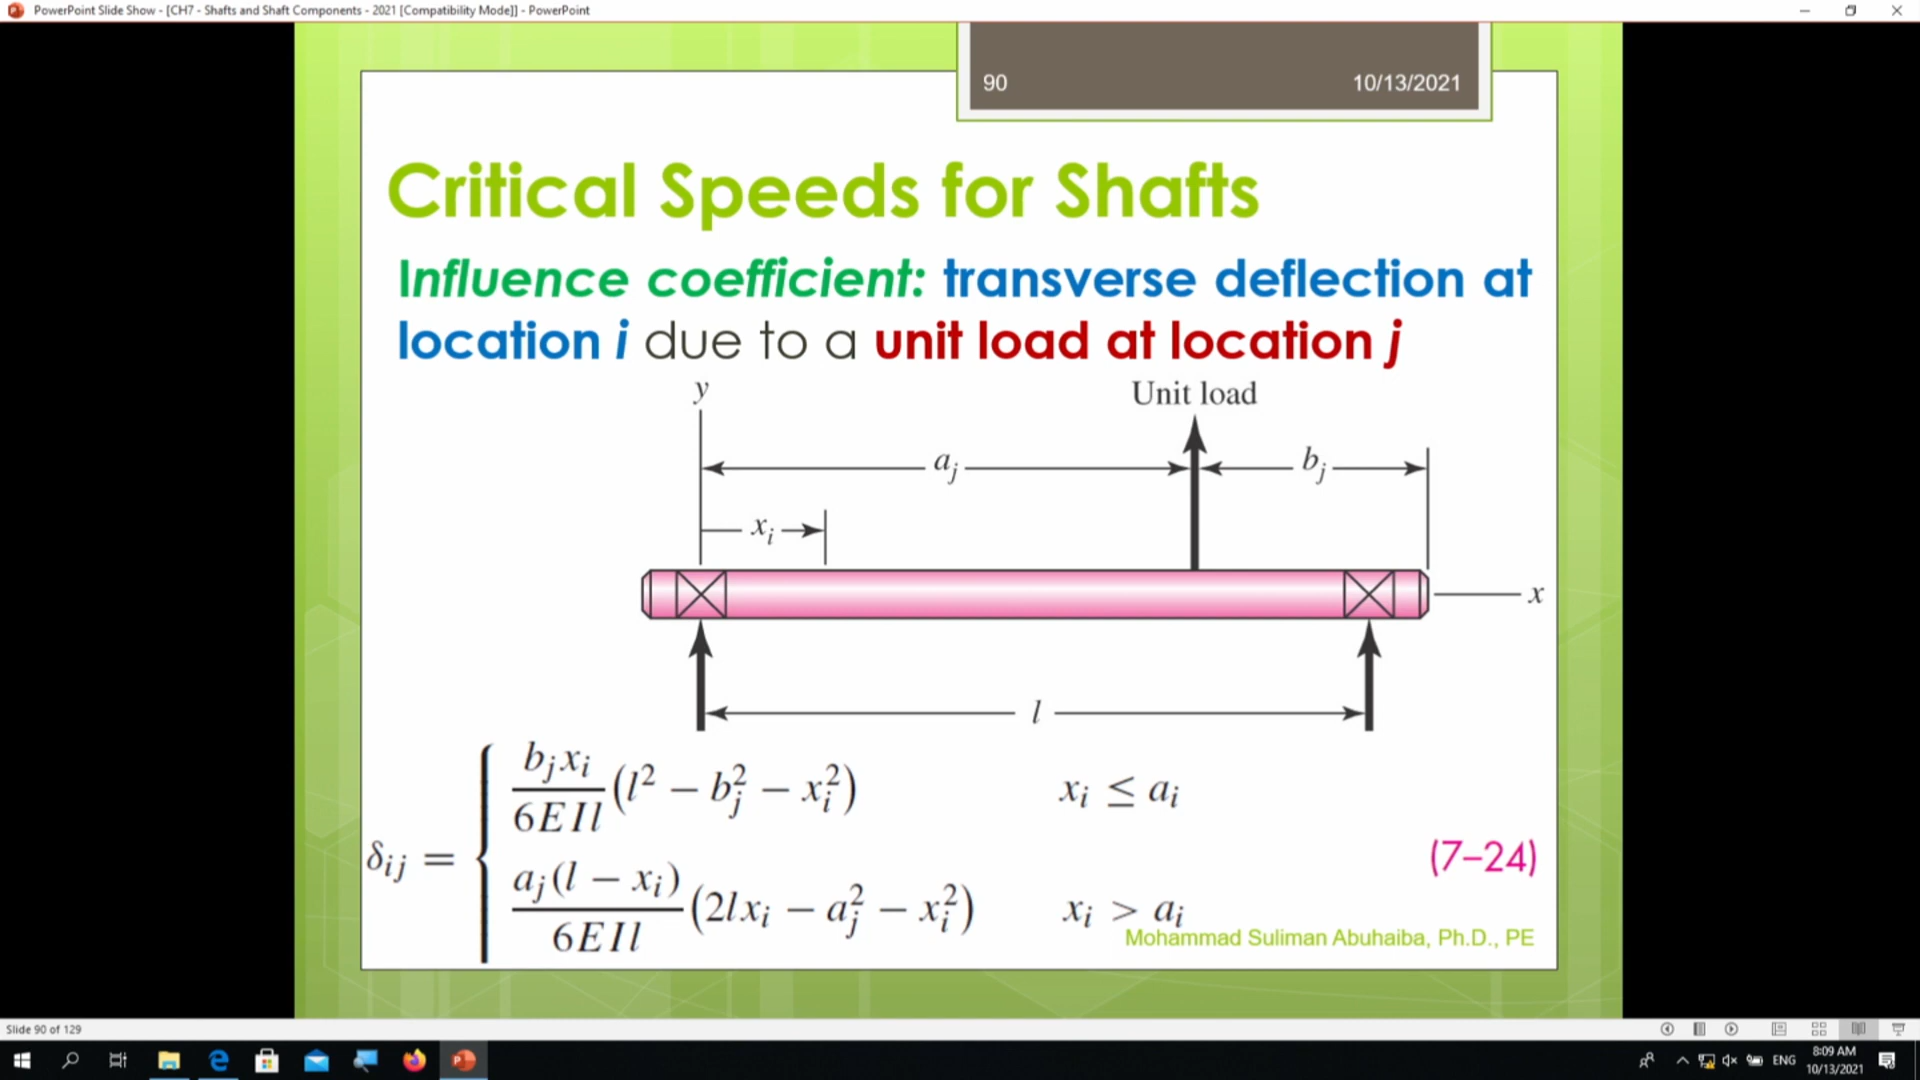 PowerPoint Slide Show - [CH7 - Shafts and Shaft Components - 2021 [Compatibility Mode]] - PowerPoint
90 10/13/2021
Critical Speeds for Shafts
Influence coefficient: transverse deflection at
location i due to a unit load at location j
y Unit load
a_j b_j
x_i
x
l
δ_ij = { b_j x_i / 6EIl (l² − b_j² − x_i²) x_i ≤ a_i
a_j(l − x_i) / 6EIl (2lx_i − a_j² − x_i²) x_i > a_i
(7–24)
Mohammad Suliman Abuhaiba, Ph.D., PE
Slide 90 of 129
ENG
8:09 AM
10/13/2021